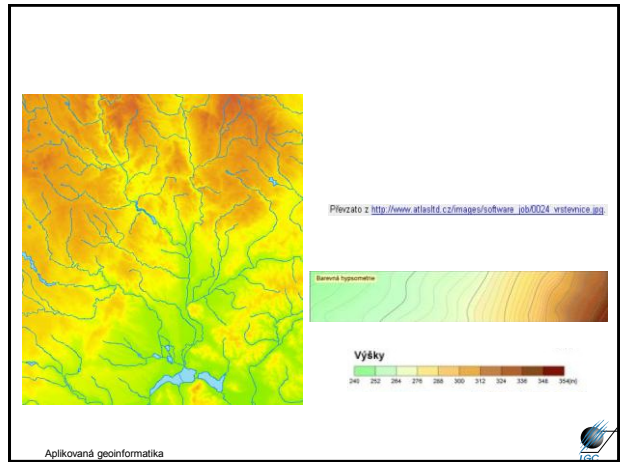 Převzato z http://www.atlasltd.cz/images/software_job/0024_vrstevnice.jpg.
Barevná hypsometrie
Výšky
240 252 264 276 288 300 312 324 336 348 354(m)
Aplikovaná geoinformatika
LGC